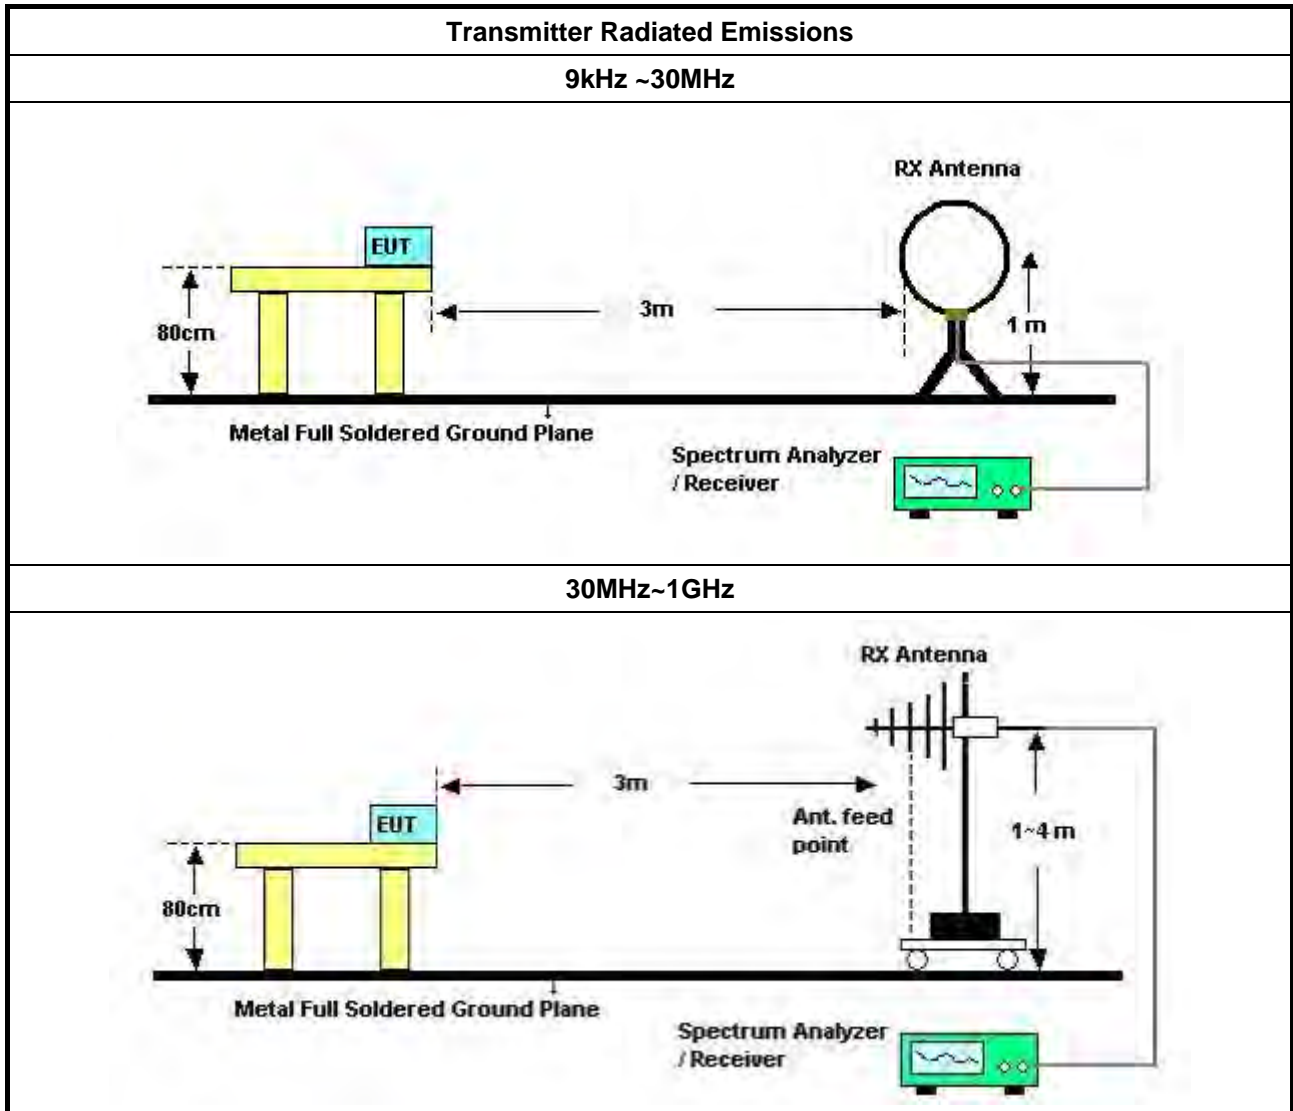 Transmitter Radiated Emissions
9kHz ~30MHz
RX Antenna
EUT
3m
80cm
1 m
Metal Full Soldered Ground Plane
Spectrum Analyzer
/ Receiver
30MHz~1GHz
RX Antenna
3m
EUT
Ant. feed
point
1~4 m
80cm
Metal Full Soldered Ground Plane
Spectrum Analyzer
/ Receiver